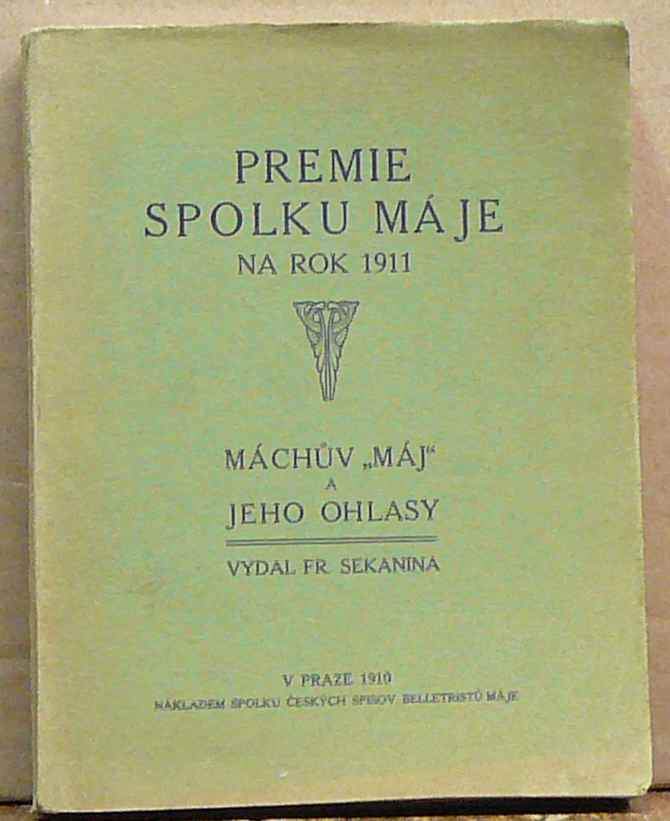 PREMIE
SPOLKU MÁJE
NA ROK 1911
MÁCHŮV „MÁJ“
A
JEHO OHLASY
VYDAL FR. SEKANINA
V PRAZE 1910
NÁKLADEM SPOLKU ČESKÝCH SPISOV. BELLETRISTŮ MÁJE